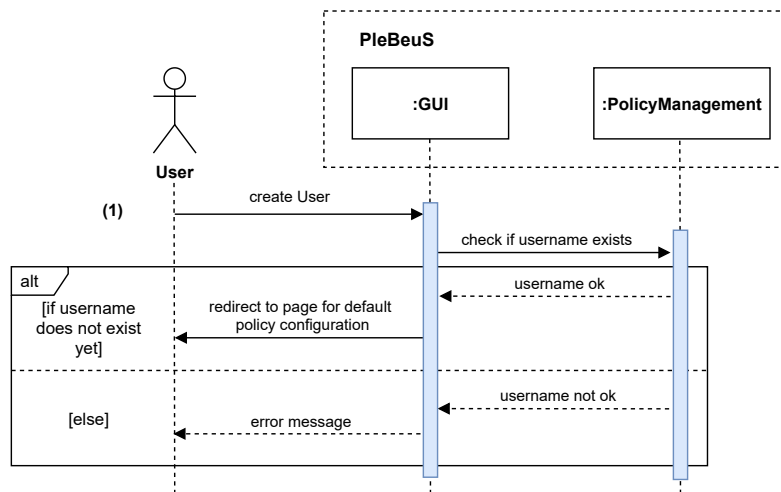 PleBeuS
:GUI
:PolicyManagement
User
(1)
create User
check if username exists
alt
[if username
does not exist
yet]
username ok
redirect to page for default
policy configuration
username not ok
[else]
error message